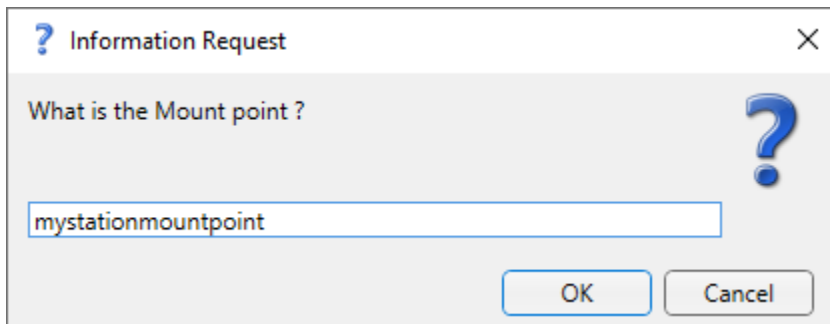 Information Request
What is the Mount point ?
mystationmountpoint
OK Cancel